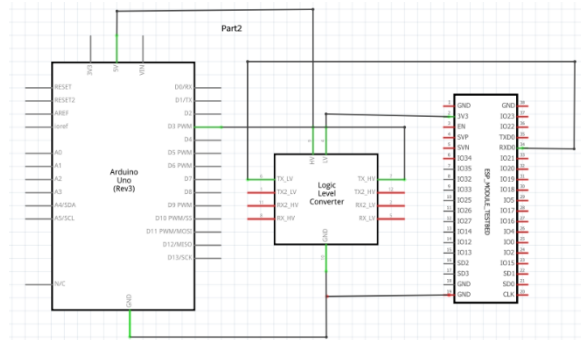 Part2
3V3
5V
VIN
RESET
RESET2
AREF
ioref
A0
A1
A2
A3
A4/SDA
A5/SCL
N/C
D0/RX
D1/TX
D2
D3 PWM
D4
D5 PWM
D6 PWM
D7
D8
D9 PWM
D10 PWM/SS
D11 PWM/MOSI
D12/MISO
D13/SCK
GND
Arduino
Uno
(Rev3)
HV
LV
TX_LV
TX2_LV
RX2_HV
RX_HV
TX_HV
TX2_HV
RX2_LV
RX_LV
GND
Logic
Level
Converter
GND
3V3
EN
SVP
SVN
IO34
IO35
IO32
IO33
IO25
IO26
IO27
IO14
IO12
IO13
SD2
SD3
GND
GND
ESP_MODULE_TESTBED
GND
IO23
IO22
TXD0
RXD0
IO21
IO20
IO19
IO18
IO5
IO17
IO16
IO4
IO0
IO2
IO15
SD1
SD0
CLK